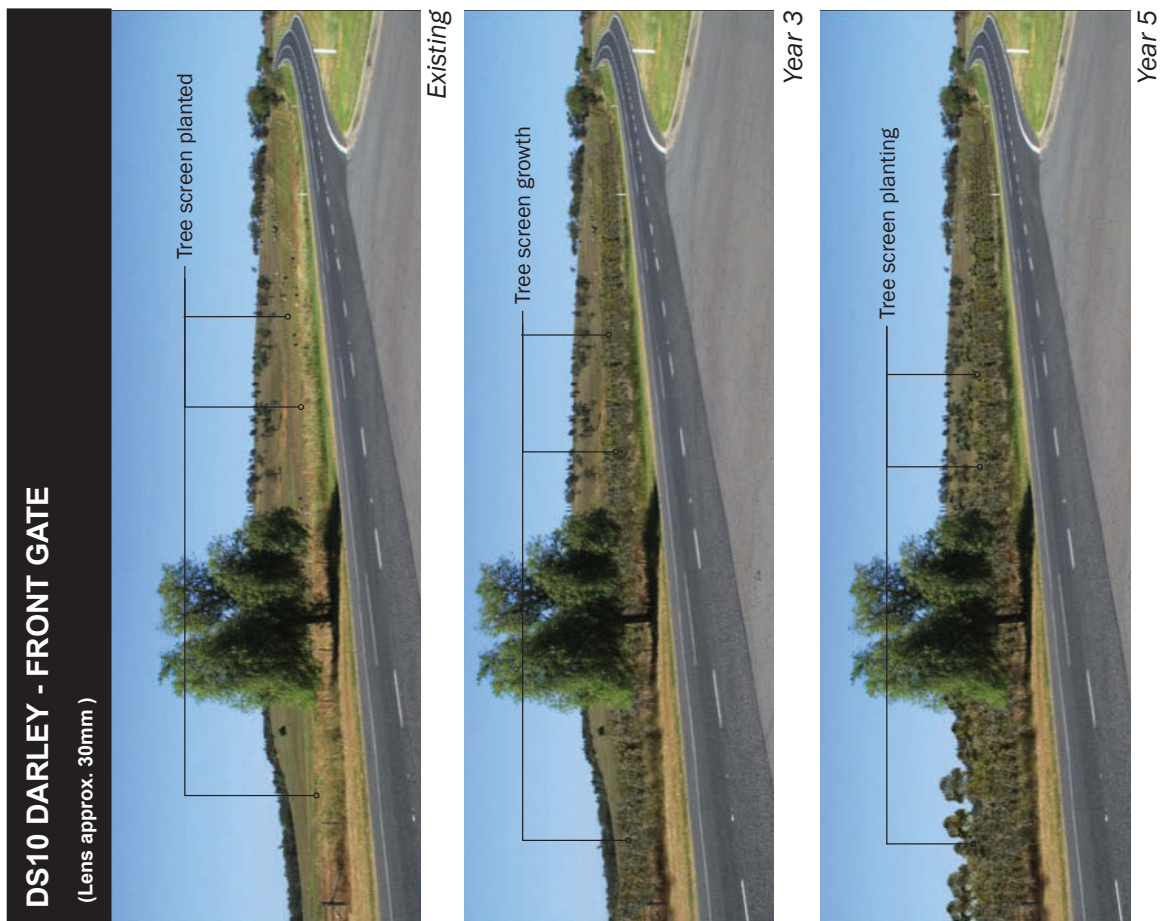 DS10 DARLEY - FRONT GATE
(Lens approx. 30mm )
Tree screen planted
Existing
Tree screen growth
Year 3
Tree screen planting
Year 5